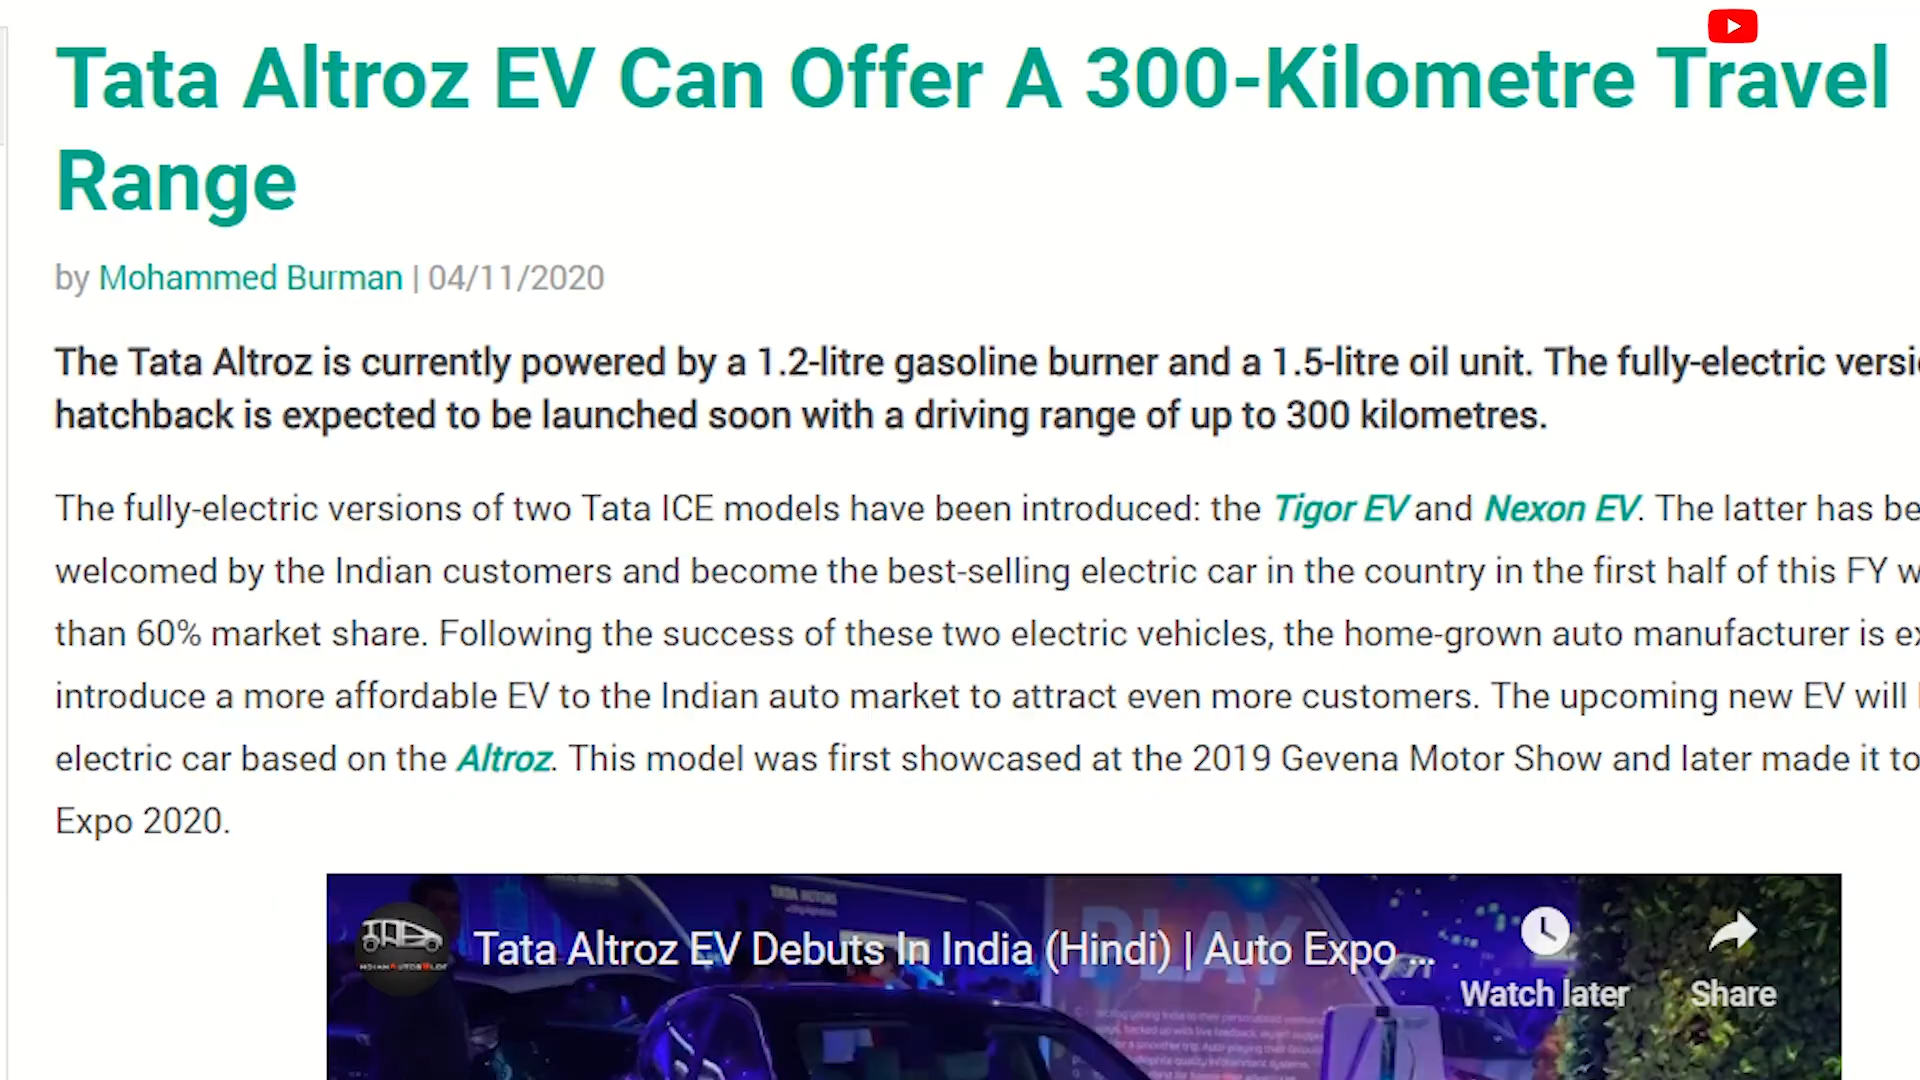 Tata Altroz EV Can Offer A 300-Kilometre Travel
Range
by Mohammed Burman | 04/11/2020
The Tata Altroz is currently powered by a 1.2-litre gasoline burner and a 1.5-litre oil unit. The fully-electric versi
hatchback is expected to be launched soon with a driving range of up to 300 kilometres.
The fully-electric versions of two Tata ICE models have been introduced: the Tigor EV and Nexon EV. The latter has be
welcomed by the Indian customers and become the best-selling electric car in the country in the first half of this FY w
than 60% market share. Following the success of these two electric vehicles, the home-grown auto manufacturer is ex
introduce a more affordable EV to the Indian auto market to attract even more customers. The upcoming new EV will
electric car based on the Altroz. This model was first showcased at the 2019 Gevena Motor Show and later made it to
Expo 2020.
TATA MOTORS
PLAY
Tata Altroz EV Debuts In India (Hindi) | Auto Expo ...
Watch later
Share